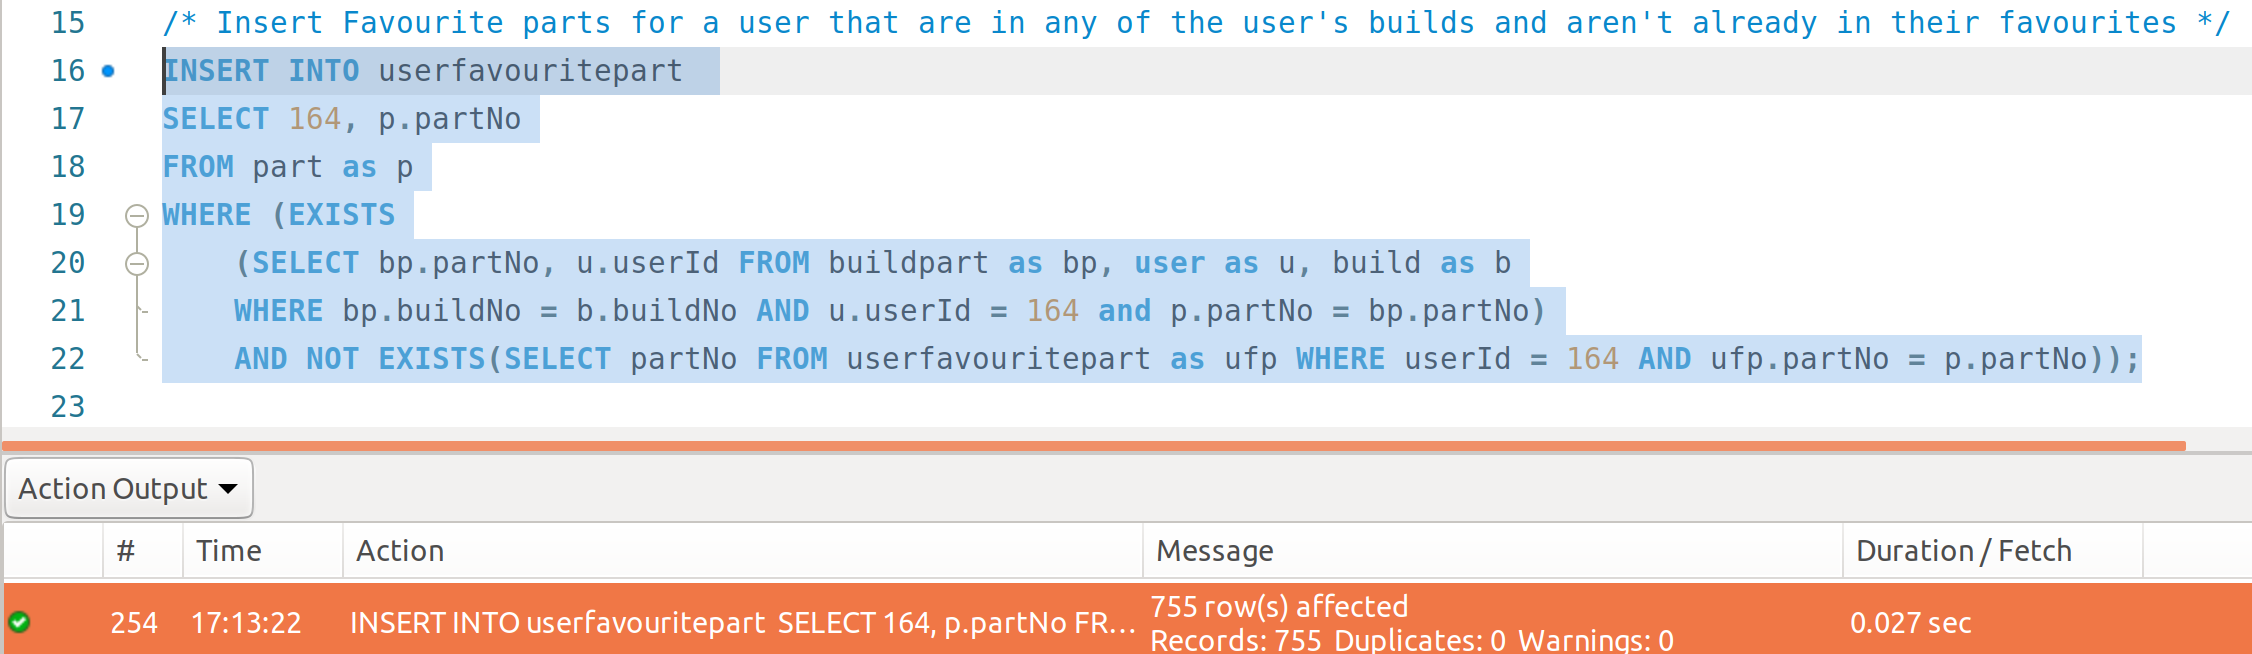 15 /* Insert Favourite parts for a user that are in any of the user's builds and aren't already in their favourites */
16 INSERT INTO userfavouritepart
17 SELECT 164, p.partNo
18 FROM part as p
19 WHERE (EXISTS
20 (SELECT bp.partNo, u.userId FROM buildpart as bp, user as u, build as b
21 WHERE bp.buildNo = b.buildNo AND u.userId = 164 and p.partNo = bp.partNo)
22 AND NOT EXISTS(SELECT partNo FROM userfavouritepart as ufp WHERE userId = 164 AND ufp.partNo = p.partNo));
23
Action Output
# Time Action Message Duration / Fetch
254 17:13:22 INSERT INTO userfavouritepart SELECT 164, p.partNo FR... 755 row(s) affected 0.027 sec
Records: 755 Duplicates: 0 Warnings: 0